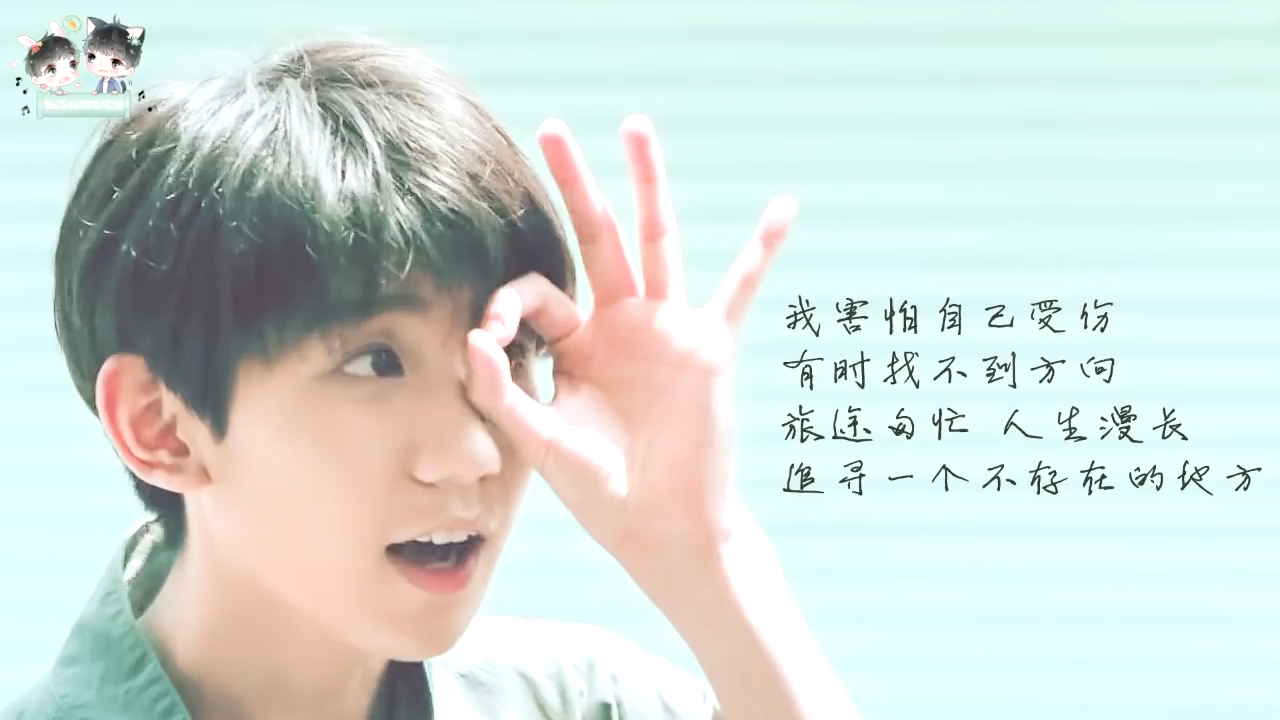 我害怕自己受伤
有时找不到方向
旅途匆忙 人生漫长
追寻一个不存在的地方